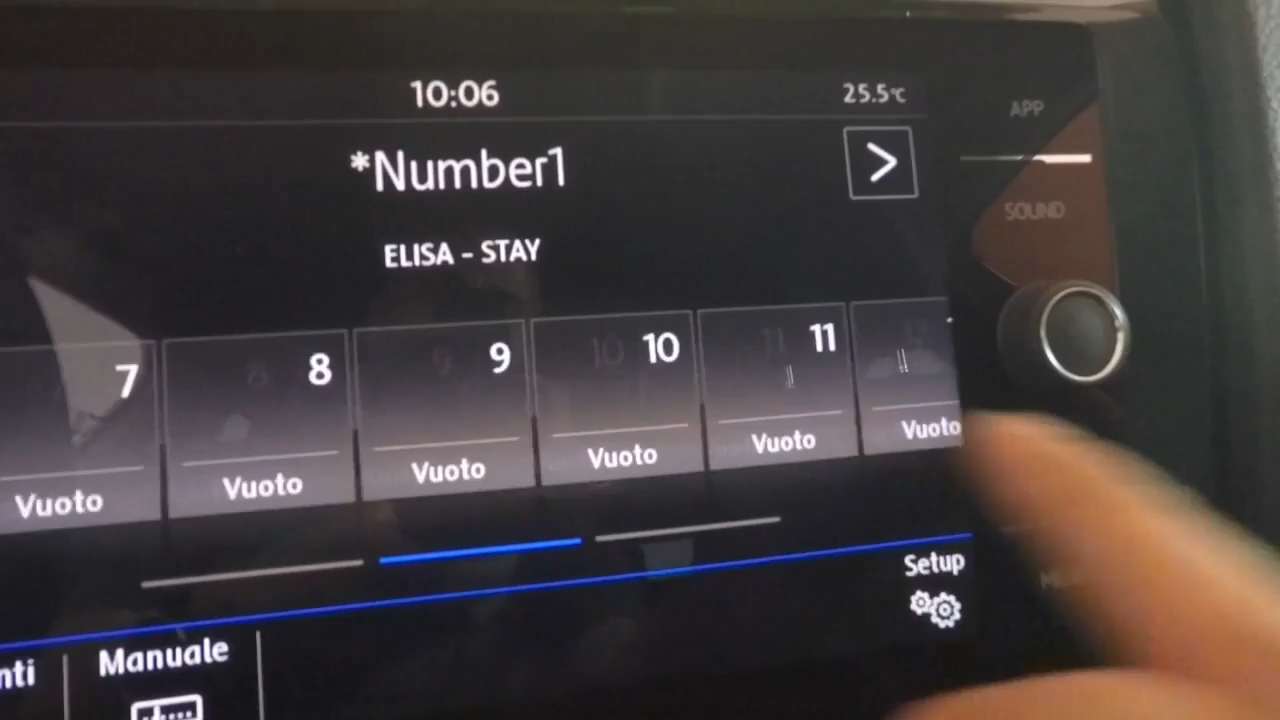 10:06
25.5°C
APP
*Number1
SOUND
ELISA - STAY
7
8
9
10
11
Vuoto
Vuoto
Vuoto
Vuoto
Vuoto
Vuoto
Setup
nti
Manuale